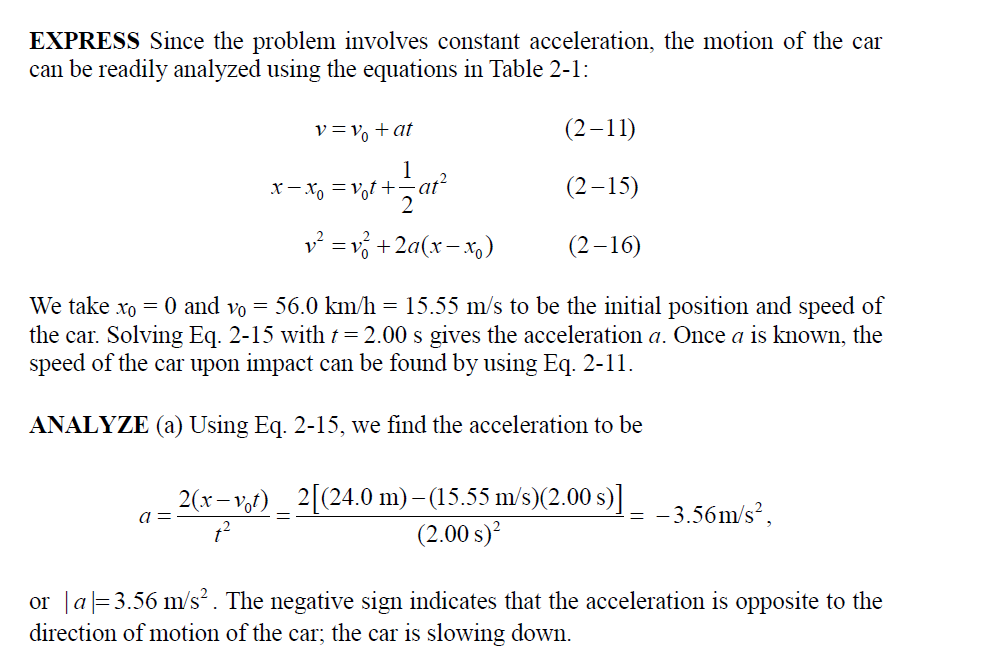 EXPRESS Since the problem involves constant acceleration, the motion of the car
can be readily analyzed using the equations in Table 2-1:
v = v₀ + at (2−11)
x − x₀ = v₀t + 1/2 at² (2−15)
v² = v₀² + 2a(x − x₀) (2−16)
We take x₀ = 0 and v₀ = 56.0 km/h = 15.55 m/s to be the initial position and speed of
the car. Solving Eq. 2-15 with t = 2.00 s gives the acceleration a. Once a is known, the
speed of the car upon impact can be found by using Eq. 2-11.
ANALYZE (a) Using Eq. 2-15, we find the acceleration to be
a = 2(x − v₀t)/t² = 2[(24.0 m) − (15.55 m/s)(2.00 s)]/(2.00 s)² = −3.56 m/s²,
or |a|= 3.56 m/s². The negative sign indicates that the acceleration is opposite to the
direction of motion of the car; the car is slowing down.